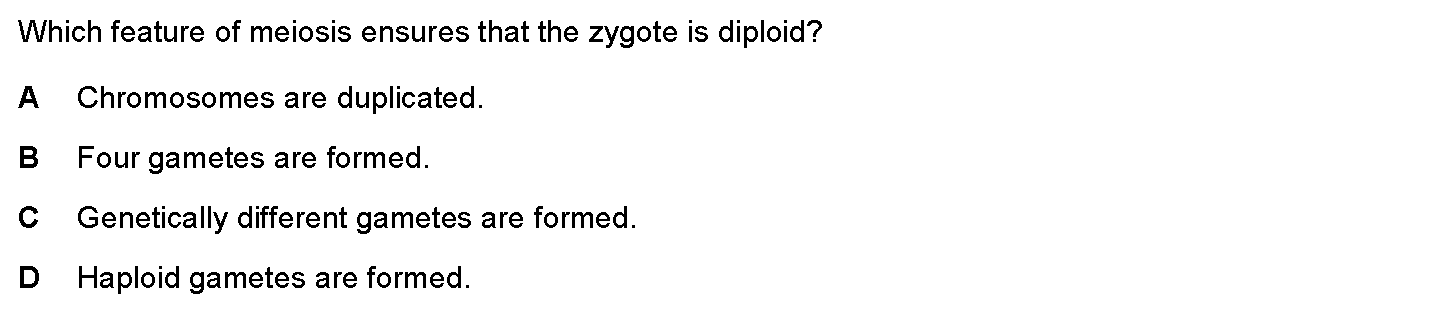 Which feature of meiosis ensures that the zygote is diploid?
A Chromosomes are duplicated.
B Four gametes are formed.
C Genetically different gametes are formed.
D Haploid gametes are formed.